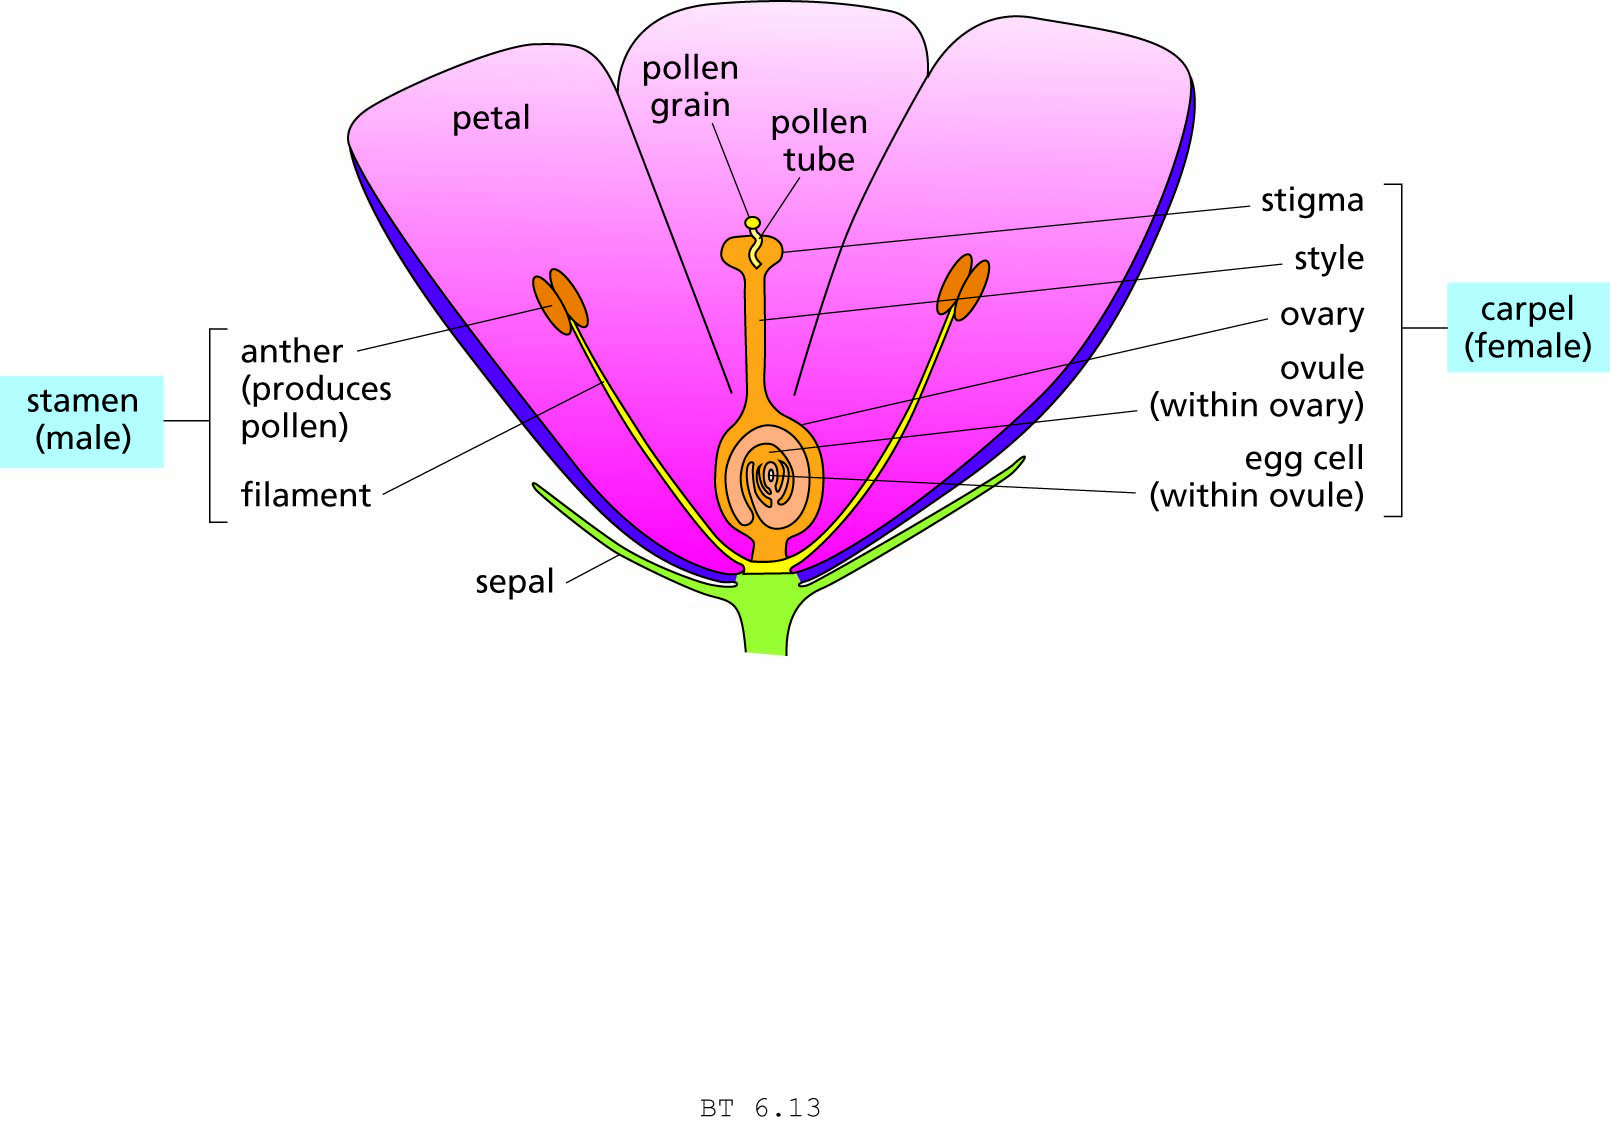 petal
pollen
grain
pollen
tube
stigma
style
ovary
ovule
(within ovary)
egg cell
(within ovule)
carpel
(female)
anther
(produces
pollen)
filament
stamen
(male)
sepal
BT 6.13